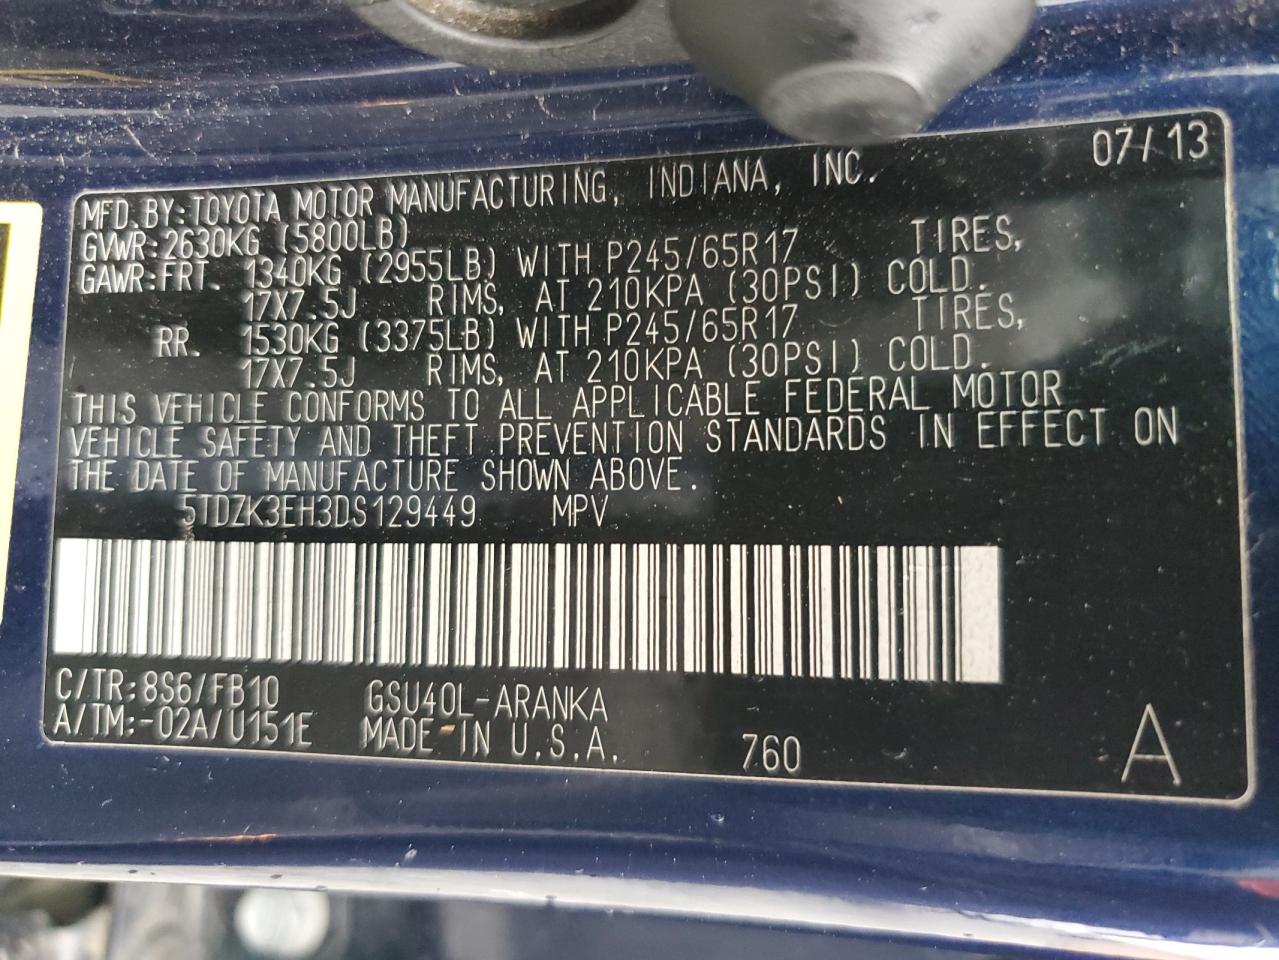 07/13
MFD.BY:TOYOTA MOTOR MANUFACTURING, INDIANA, INC.
GVWR:2630KG (5800LB)
GAWR:FRT. 1340KG (2955LB) WITH P245/65R17 TIRES,
17X7.5J RIMS, AT 210KPA (30PSI) COLD.
RR. 1530KG (3375LB) WITH P245/65R17 TIRES,
17X7.5J RIMS, AT 210KPA (30PSI) COLD.
THIS VEHICLE CONFORMS TO ALL APPLICABLE FEDERAL MOTOR
VEHICLE SAFETY AND THEFT PREVENTION STANDARDS IN EFFECT ON
THE DATE OF MANUFACTURE SHOWN ABOVE.
5TDZK3EH3DS129449 MPV
C/TR:8S6/FB10 GSU40L-ARANKA
A/TM:-02A/U151E MADE IN U.S.A. 760 A